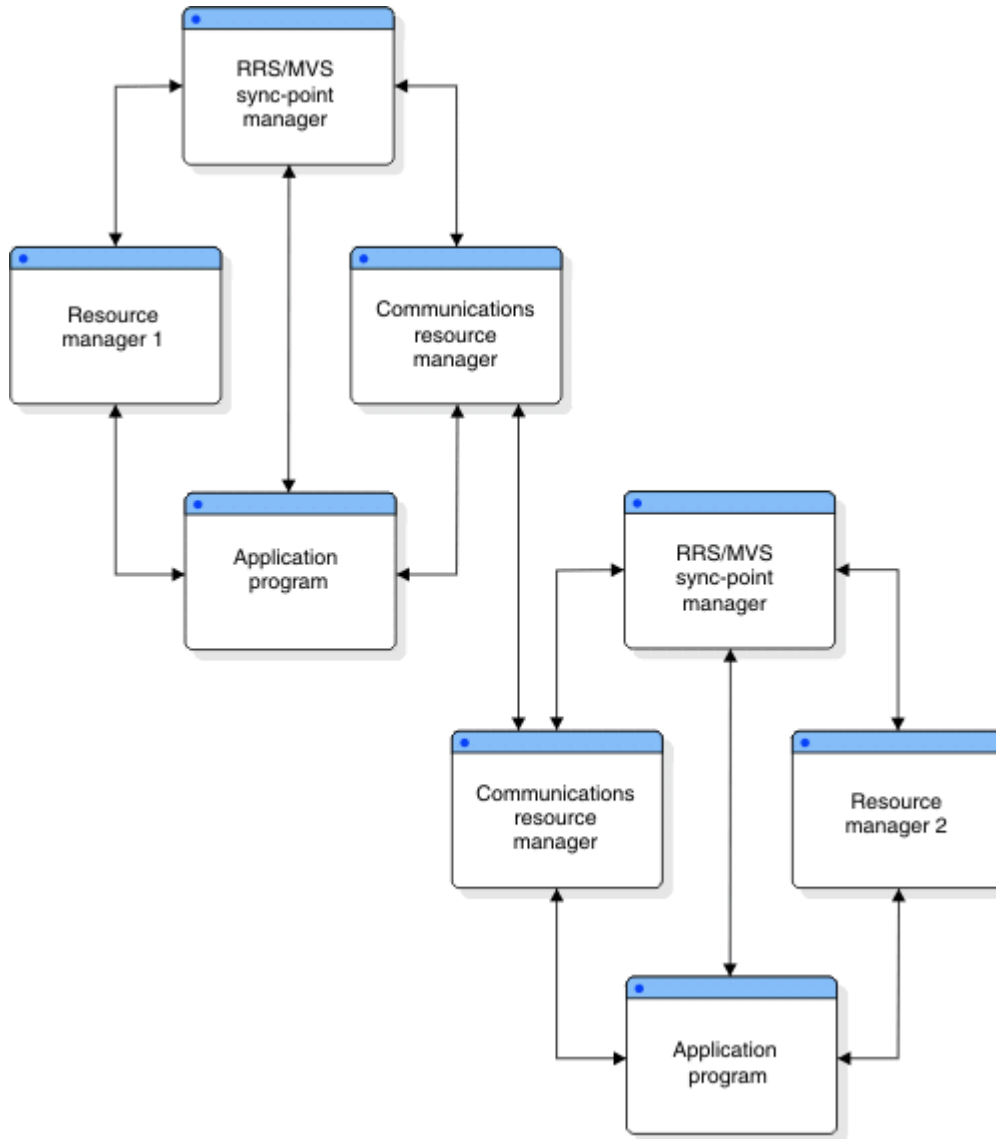 RRS/MVS
sync-point
manager
Resource
manager 1
Communications
resource
manager
Application
program
RRS/MVS
sync-point
manager
Communications
resource
manager
Resource
manager 2
Application
program